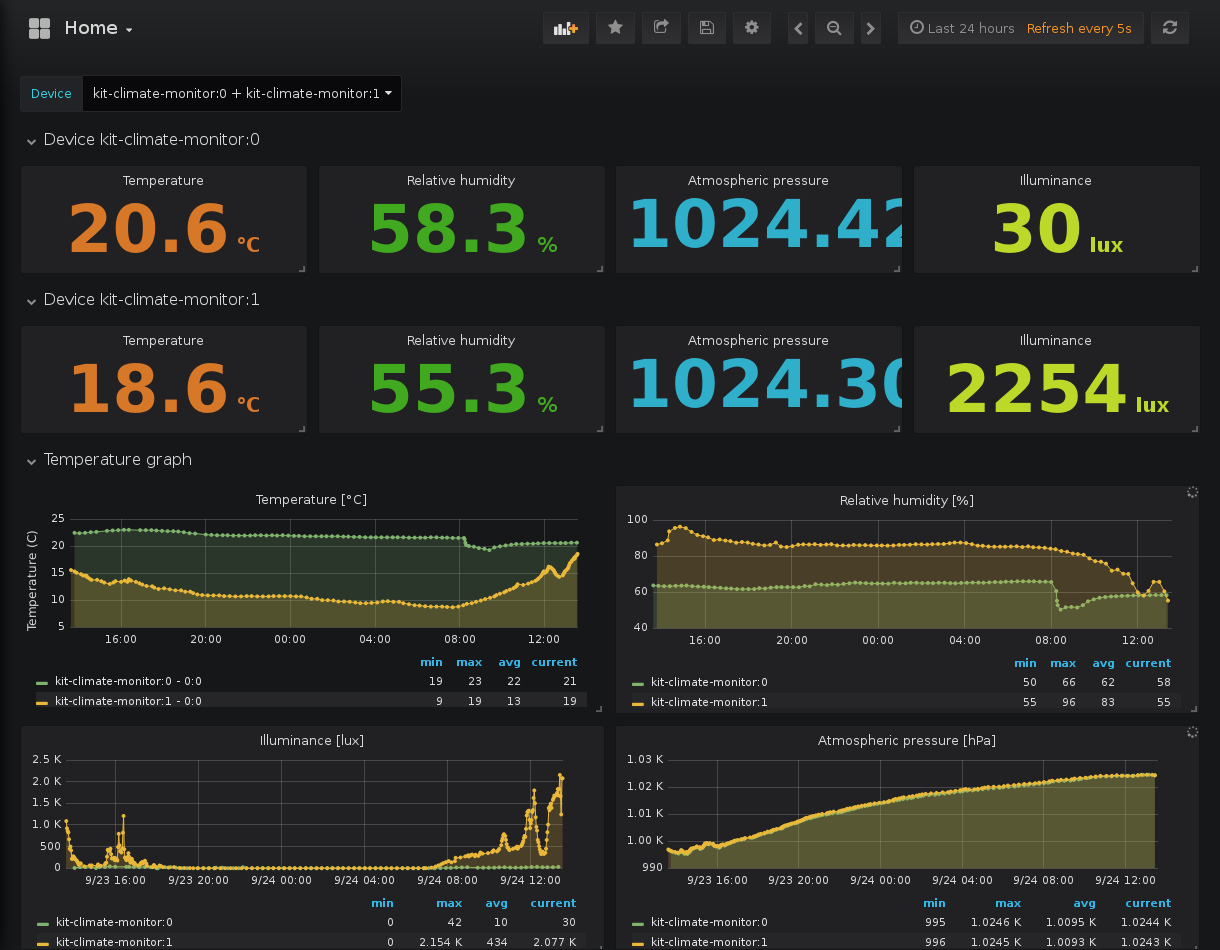 Home
Last 24 hours Refresh every 5s
Device kit-climate-monitor:0 + kit-climate-monitor:1
Device kit-climate-monitor:0
Temperature Relative humidity Atmospheric pressure Illuminance
20.6 °C 58.3 % 1024.42 30 lux
Device kit-climate-monitor:1
Temperature Relative humidity Atmospheric pressure Illuminance
18.6 °C 55.3 % 1024.30 2254 lux
Temperature graph
Temperature [°C]
Temperature (C)
25
20
15
10
5
16:00 20:00 00:00 04:00 08:00 12:00
min max avg current
kit-climate-monitor:0 - 0:0 19 23 22 21
kit-climate-monitor:1 - 0:0 9 19 13 19
Relative humidity [%]
100
80
60
40
16:00 20:00 00:00 04:00 08:00 12:00
min max avg current
kit-climate-monitor:0 50 66 62 58
kit-climate-monitor:1 55 96 83 55
Illuminance [lux]
2.5 K
2.0 K
1.5 K
1.0 K
500
0
9/23 16:00 9/23 20:00 9/24 00:00 9/24 04:00 9/24 08:00 9/24 12:00
min max avg current
kit-climate-monitor:0 0 42 10 30
kit-climate-monitor:1 0 2.154 K 434 2.077 K
Atmospheric pressure [hPa]
1.03 K
1.02 K
1.01 K
1.00 K
990
9/23 16:00 9/23 20:00 9/24 00:00 9/24 04:00 9/24 08:00 9/24 12:00
min max avg current
kit-climate-monitor:0 995 1.0246 K 1.0095 K 1.0244 K
kit-climate-monitor:1 996 1.0245 K 1.0093 K 1.0243 K